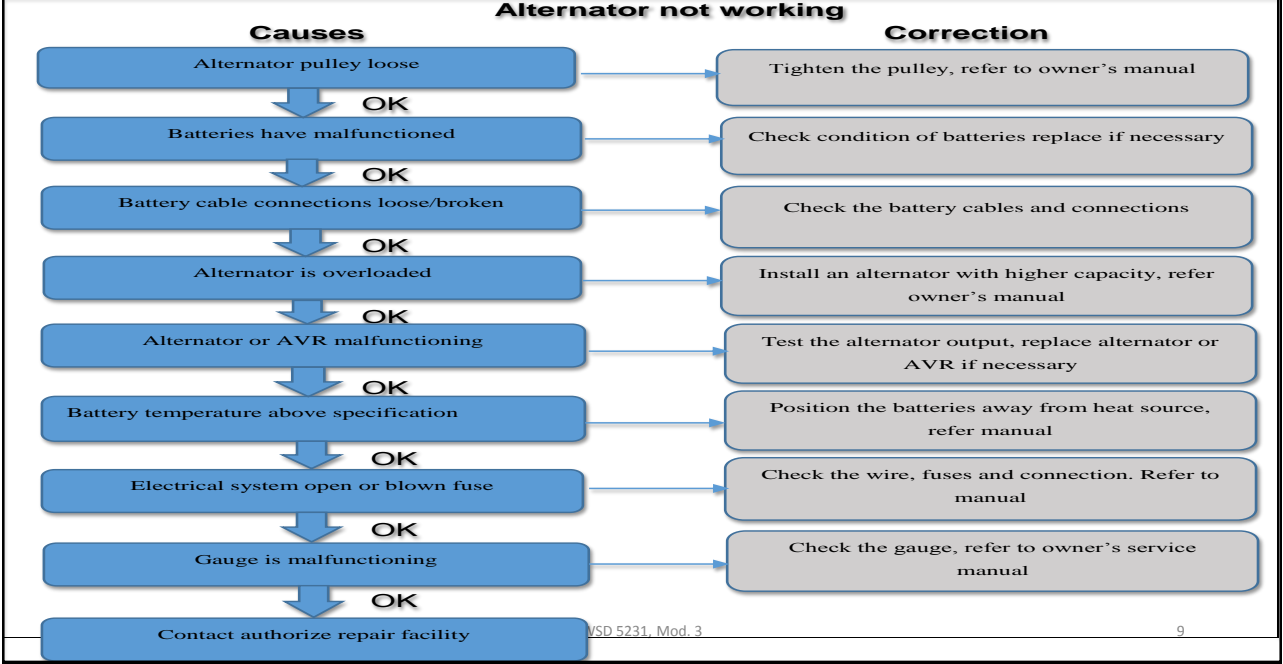 Alternator not working
Causes
Correction
Alternator pulley loose
Tighten the pulley, refer to owner's manual
OK
Batteries have malfunctioned
Check condition of batteries replace if necessary
OK
Battery cable connections loose/broken
Check the battery cables and connections
OK
Alternator is overloaded
Install an alternator with higher capacity, refer
owner's manual
OK
Alternator or AVR malfunctioning
Test the alternator output, replace alternator or
AVR if necessary
OK
Battery temperature above specification
Position the batteries away from heat source,
refer manual
OK
Electrical system open or blown fuse
Check the wire, fuses and connection. Refer to
manual
OK
Gauge is malfunctioning
Check the gauge, refer to owner's service
manual
OK
Contact authorize repair facility
5231, Mod. 3
9